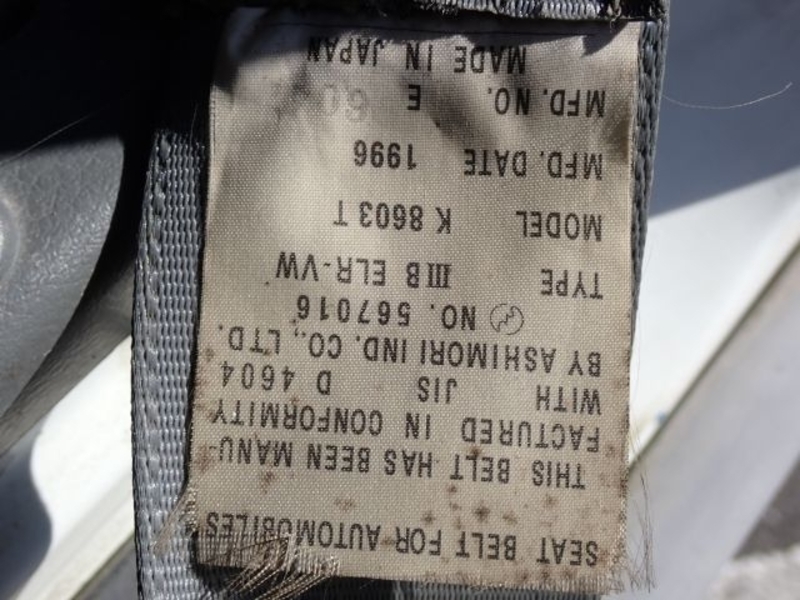 SEAT BELT FOR AUTOMOBILES
THIS BELT HAS BEEN MANU-
FACTURED IN CONFORMITY
WITH JIS D 4604
BY ASHIMORI IND. CO., LTD.
NO. 567016
TYPE III B ELR-VW
MODEL K 8603 T
MFD. DATE 1996
MFD. NO. E
MADE IN JAPAN